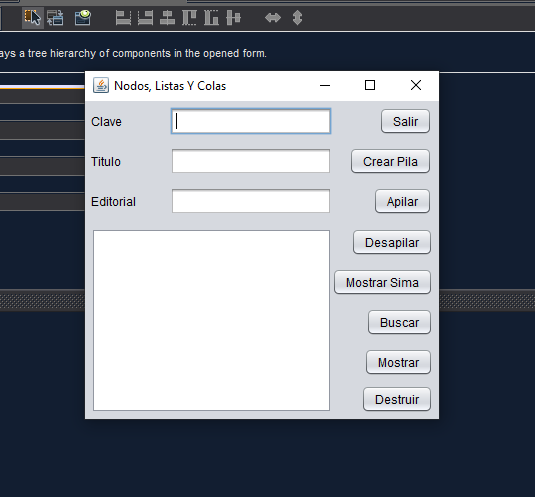 ays a tree hierarchy of components in the opened form.
Nodos, Listas Y Colas
Clave
Salir
Titulo
Crear Pila
Editorial
Apilar
Desapilar
Mostrar Sima
Buscar
Mostrar
Destruir